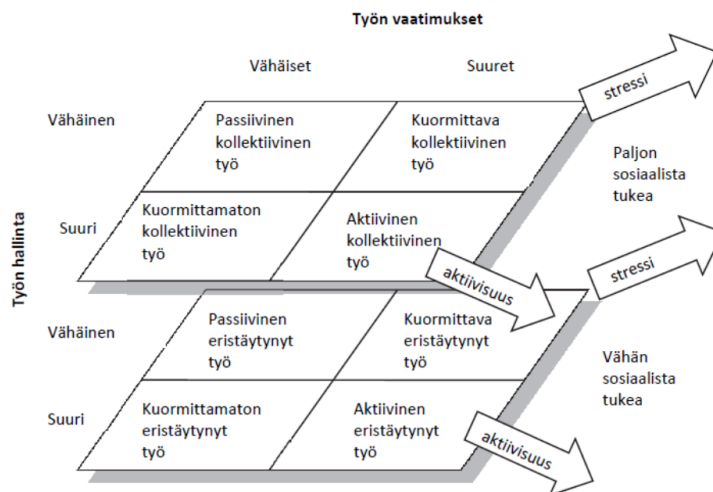 Työn vaatimukset
Vähäiset
Suuret
stressi
Vähäinen
Passiivinen
kollektiivinen
työ
Kuormittava
kollektiivinen
työ
Paljon
sosiaalista
tukea
Työn hallinta
Suuri
Kuormittamaton
kollektiivinen
työ
Aktiivinen
kollektiivinen
työ
aktiivisuus
stressi
Vähäinen
Passiivinen
eristäytynyt
työ
Kuormittava
eristäytynyt
työ
Vähän
sosiaalista
tukea
Suuri
Kuormittamaton
eristäytynyt
työ
Aktiivinen
eristäytynyt
työ
aktiivisuus